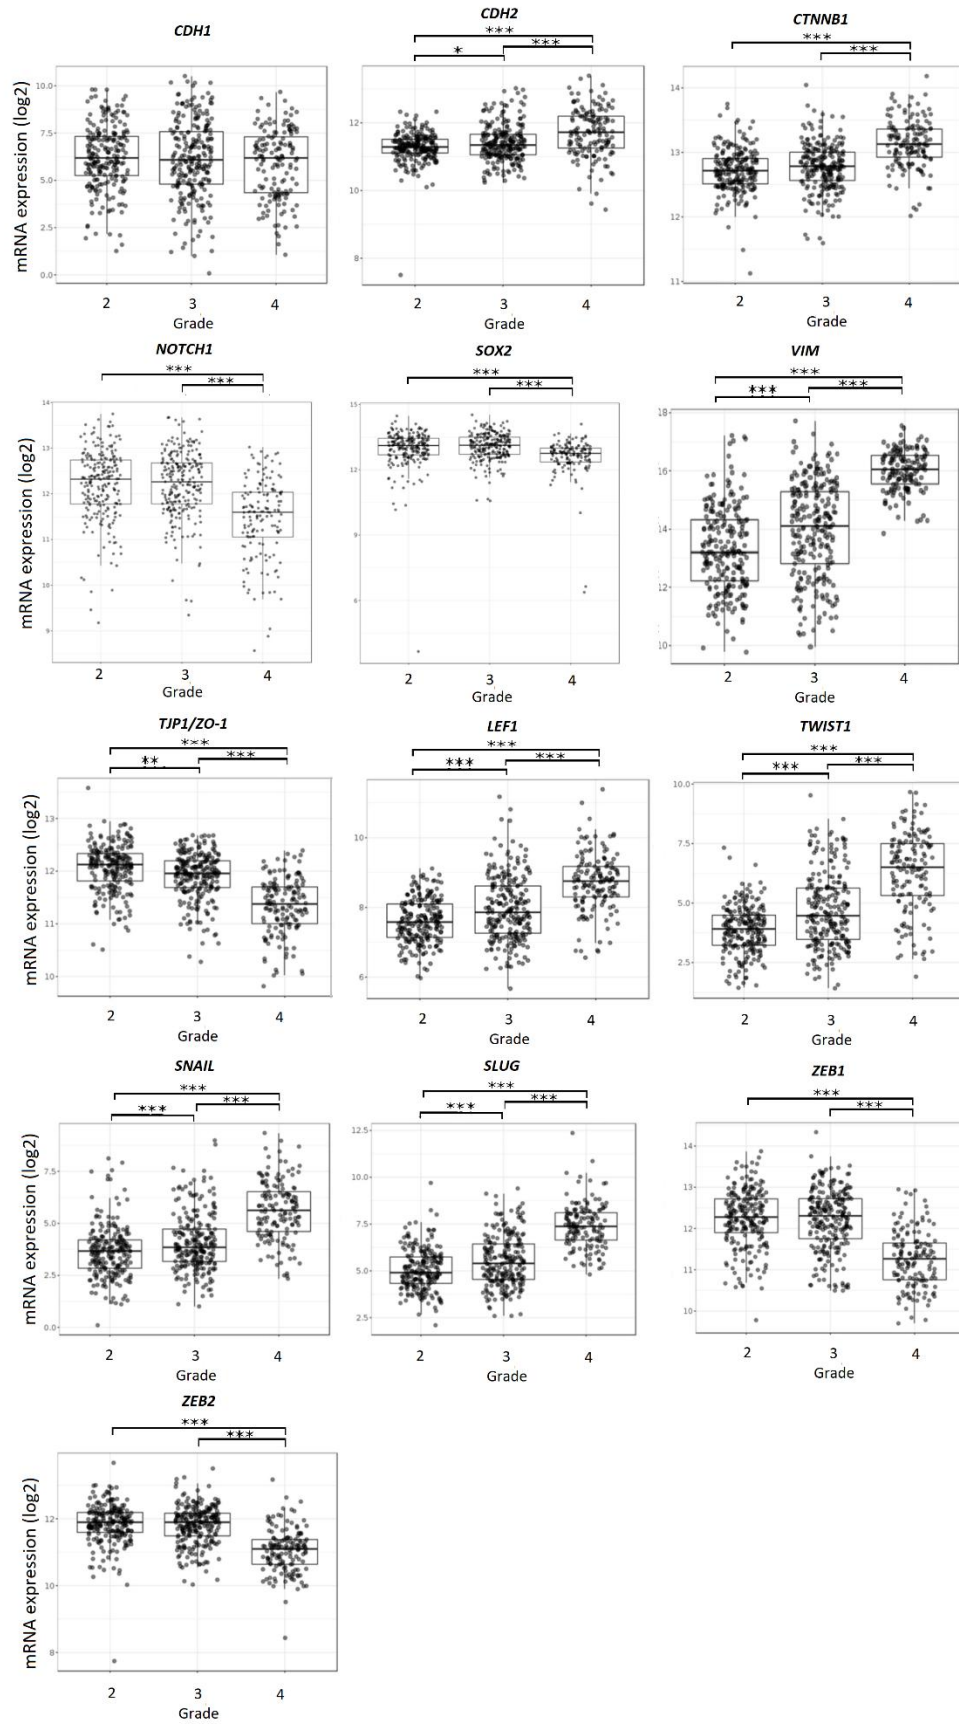 CDH1 CDH2 CTNNB1
*** ***
* *** ***
mRNA expression (log2)
10.0 7.5 5.0 2.5 0.0
12 10 8
14 13 12 11
2 3 4 2 3 4 2 3 4
Grade Grade Grade
NOTCH1 SOX2 VIM
*** *** ***
*** *** *** ***
mRNA expression (log2)
14 13 12 11 10 9
15 12 9 6
18 16 14 12 10
2 3 4 2 3 4 2 3 4
Grade Grade Grade
TJP1/ZO-1 LEF1 TWIST1
*** *** ***
** *** *** *** *** ***
mRNA expression (log2)
13 12 11 10
10 8 6
10.0 7.5 5.0 2.5
2 3 4 2 3 4 2 3 4
Grade Grade Grade
SNAIL SLUG ZEB1
*** *** ***
*** *** *** *** ***
mRNA expression (log2)
7.5 5.0 2.5 0.0
12.5 10.0 7.5 5.0 2.5
14 13 12 11 10
2 3 4 2 3 4 2 3 4
Grade Grade Grade
ZEB2
***
***
mRNA expression (log2)
12 10 8
2 3 4
Grade